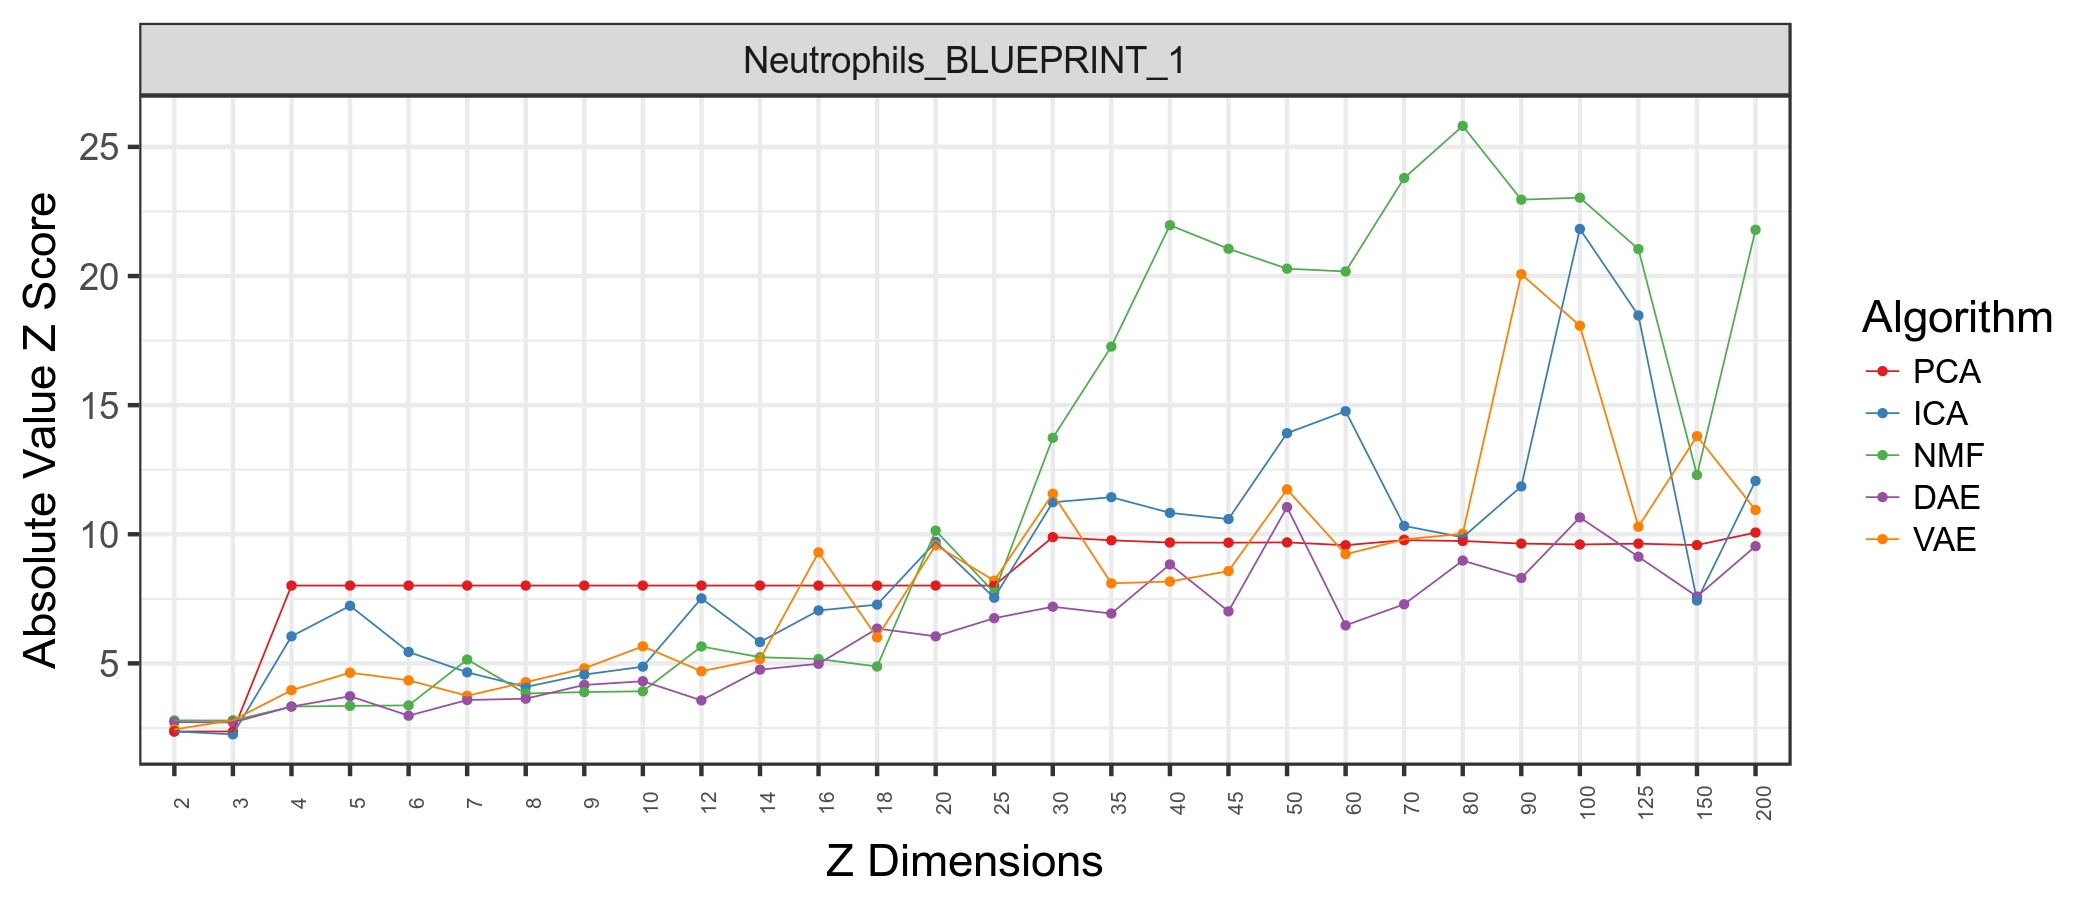 Neutrophils_BLUEPRINT_1
Absolute Value Z Score
25
20
15
10
5
2 3 4 5 6 7 8 9 10 12 14 16 18 20 25 30 35 40 45 50 60 70 80 90 100 125 150 200
Z Dimensions
Algorithm
PCA
ICA
NMF
DAE
VAE